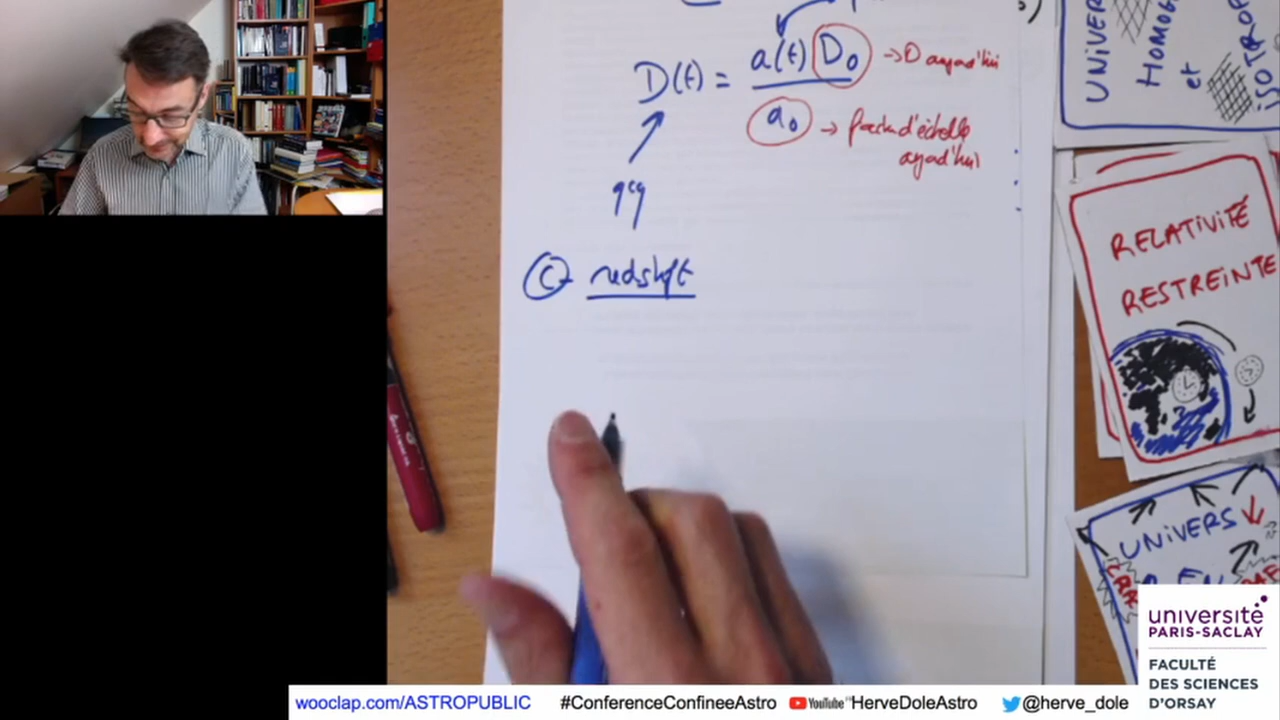 D(t) = a(t) D₀ / a₀
→ D aujourd'hui
→ facteur d'échelle
aujourd'hui
qcq
C redshift
UNIVERS
HOMOGÈNE
et
ISOTROPE
RELATIVITÉ
RESTREINTE
UNIVERS
EN
université
PARIS-SACLAY
FACULTÉ
DES SCIENCES
D'ORSAY
wooclap.com/ASTROPUBLIC #ConferenceConfineeAstro YouTube HerveDoleAstro @herve_dole